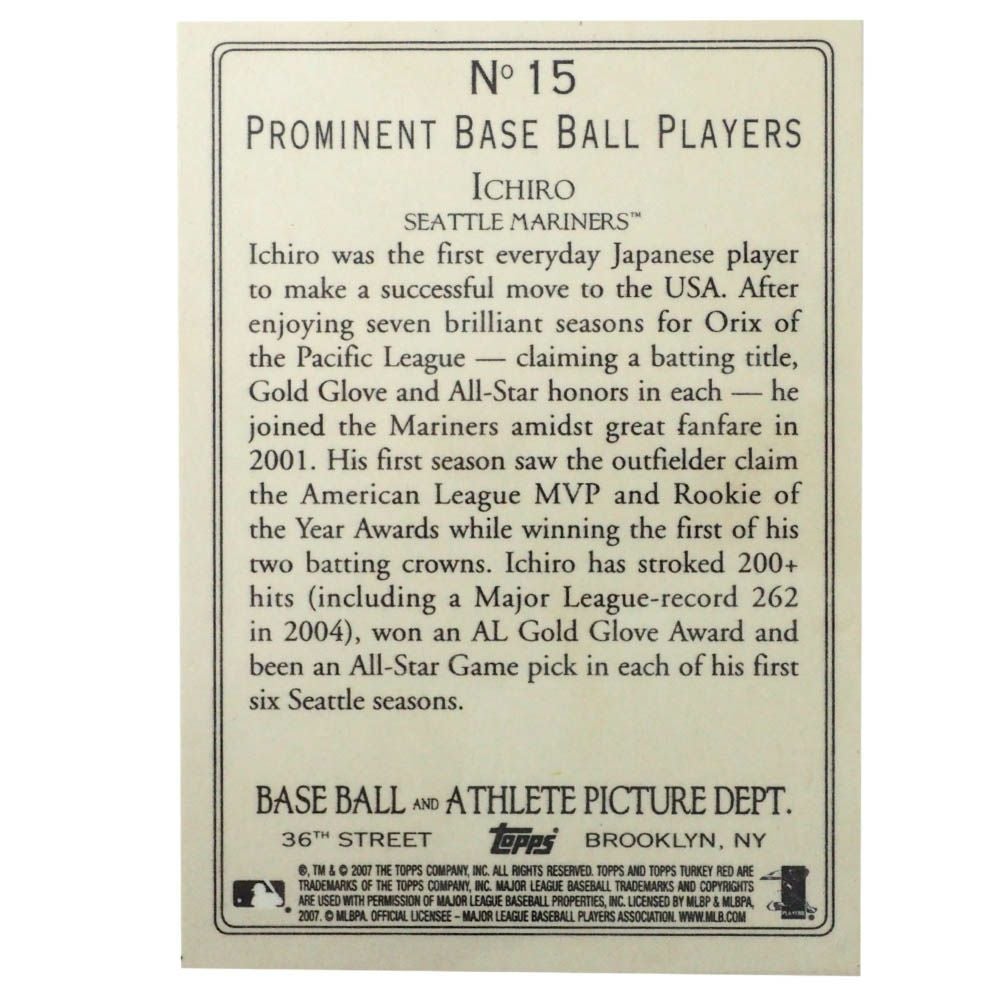 Nº 15
PROMINENT BASE BALL PLAYERS
ICHIRO
SEATTLE MARINERS™
Ichiro was the first everyday Japanese player
to make a successful move to the USA. After
enjoying seven brilliant seasons for Orix of
the Pacific League — claiming a batting title,
Gold Glove and All-Star honors in each — he
joined the Mariners amidst great fanfare in
2001. His first season saw the outfielder claim
the American League MVP and Rookie of
the Year Awards while winning the first of his
two batting crowns. Ichiro has stroked 200+
hits (including a Major League-record 262
in 2004), won an AL Gold Glove Award and
been an All-Star Game pick in each of his first
six Seattle seasons.
BASE BALL AND ATHLETE PICTURE DEPT.
36TH STREET topps BROOKLYN, NY
®, TM & © 2007 THE TOPPS COMPANY, INC. ALL RIGHTS RESERVED. TOPPS AND TOPPS TURKEY RED ARE
TRADEMARKS OF THE TOPPS COMPANY, INC. MAJOR LEAGUE BASEBALL TRADEMARKS AND COPYRIGHTS
ARE USED WITH PERMISSION OF MAJOR LEAGUE BASEBALL PROPERTIES, INC. LICENSED BY MLBP & MLBPA,
2007. © MLBPA. OFFICIAL LICENSEE – MAJOR LEAGUE BASEBALL PLAYERS ASSOCIATION. WWW.MLB.COM
PLAYERS